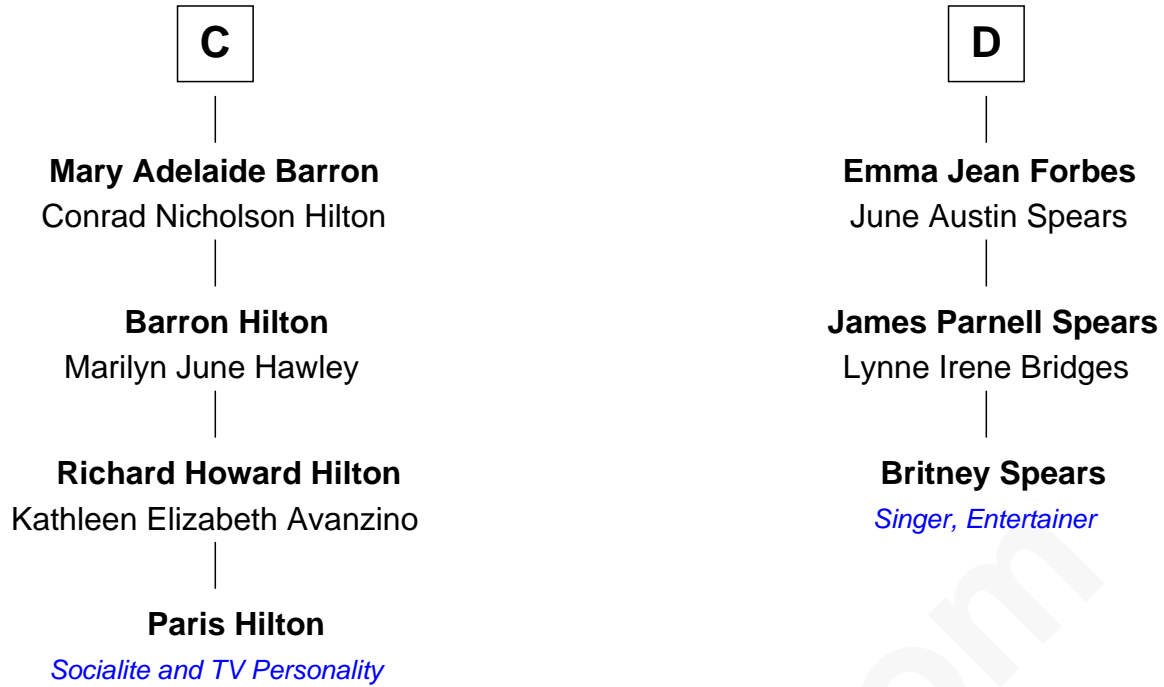 C
Mary Adelaide Barron
Conrad Nicholson Hilton
Barron Hilton
Marilyn June Hawley
Richard Howard Hilton
Kathleen Elizabeth Avanzino
Paris Hilton
Socialite and TV Personality
D
Emma Jean Forbes
June Austin Spears
James Parnell Spears
Lynne Irene Bridges
Britney Spears
Singer, Entertainer
om